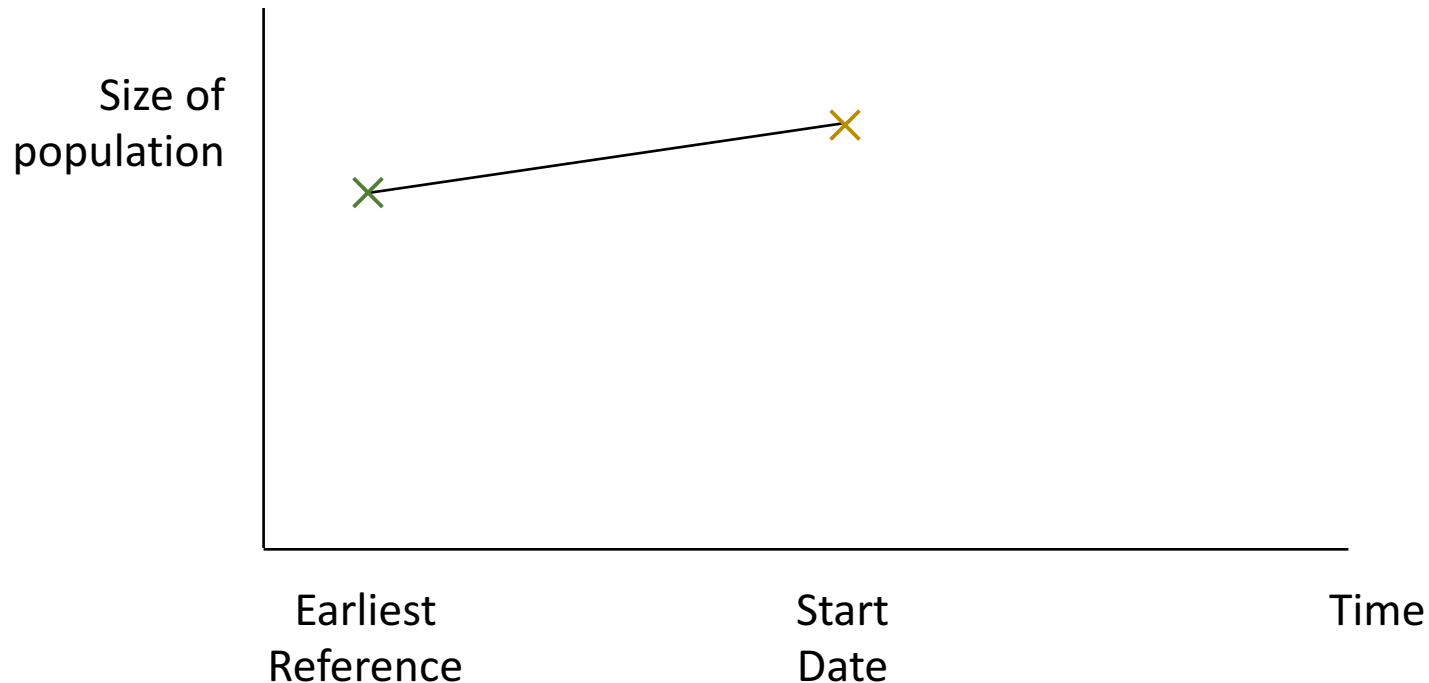 Size of
population
Earliest
Reference
Start
Date
Time